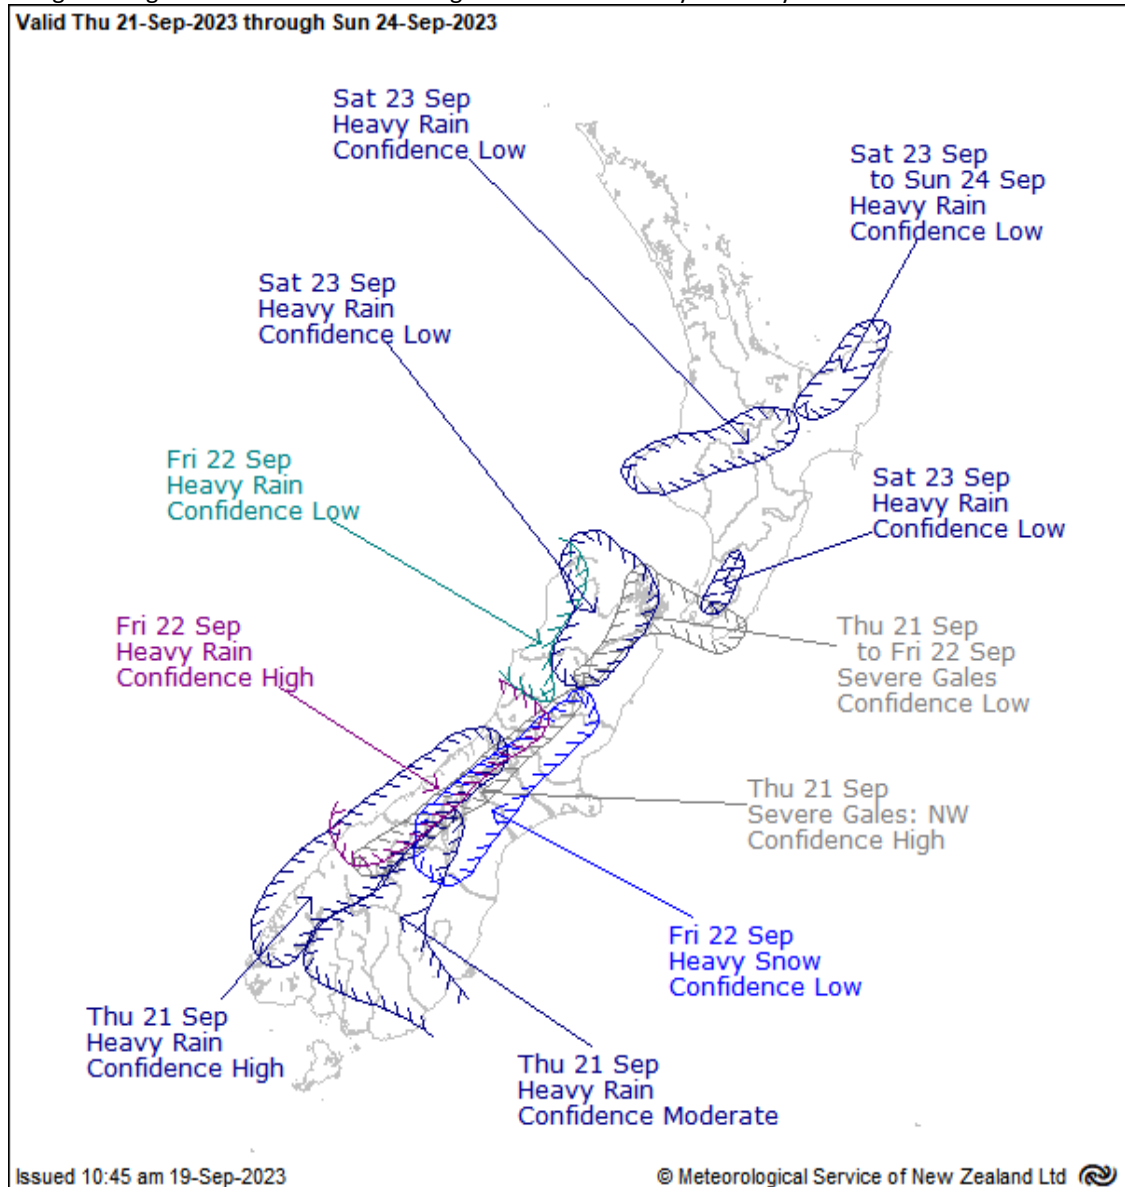 Valid Thu 21-Sep-2023 through Sun 24-Sep-2023
Sat 23 Sep
Heavy Rain
Confidence Low
Sat 23 Sep
to Sun 24 Sep
Heavy Rain
Confidence Low
Sat 23 Sep
Heavy Rain
Confidence Low
Fri 22 Sep
Heavy Rain
Confidence Low
Sat 23 Sep
Heavy Rain
Confidence Low
Fri 22 Sep
Heavy Rain
Confidence High
Thu 21 Sep
to Fri 22 Sep
Severe Gales
Confidence Low
Thu 21 Sep
Severe Gales: NW
Confidence High
Fri 22 Sep
Heavy Snow
Confidence Low
Thu 21 Sep
Heavy Rain
Confidence High
Thu 21 Sep
Heavy Rain
Confidence Moderate
Issued 10:45 am 19-Sep-2023
© Meteorological Service of New Zealand Ltd